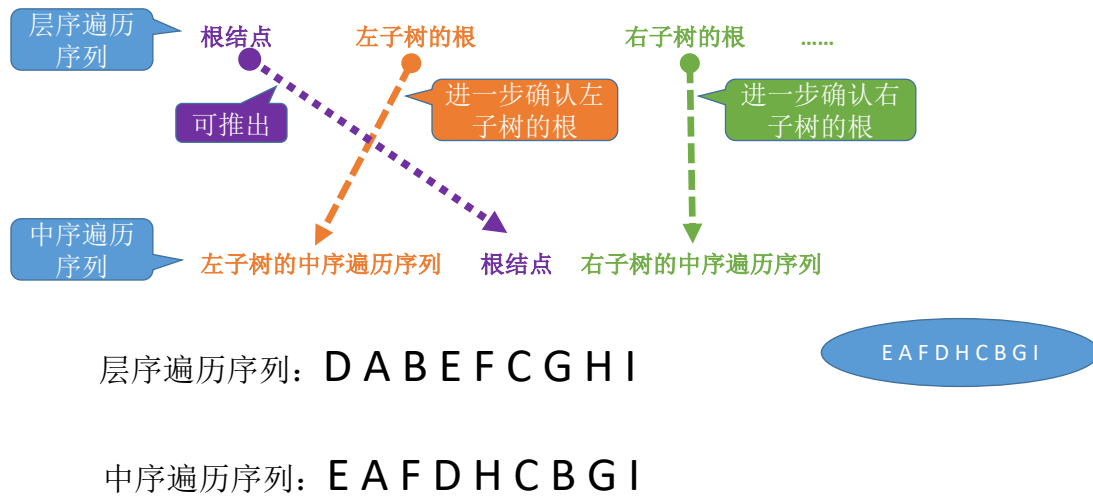 层序遍历
序列
根结点 左子树的根 右子树的根 ……
可推出
进一步确认左
子树的根
进一步确认右
子树的根
中序遍历
序列
左子树的中序遍历序列 根结点 右子树的中序遍历序列
层序遍历序列：D A B E F C G H I
E A F D H C B G I
中序遍历序列：E A F D H C B G I